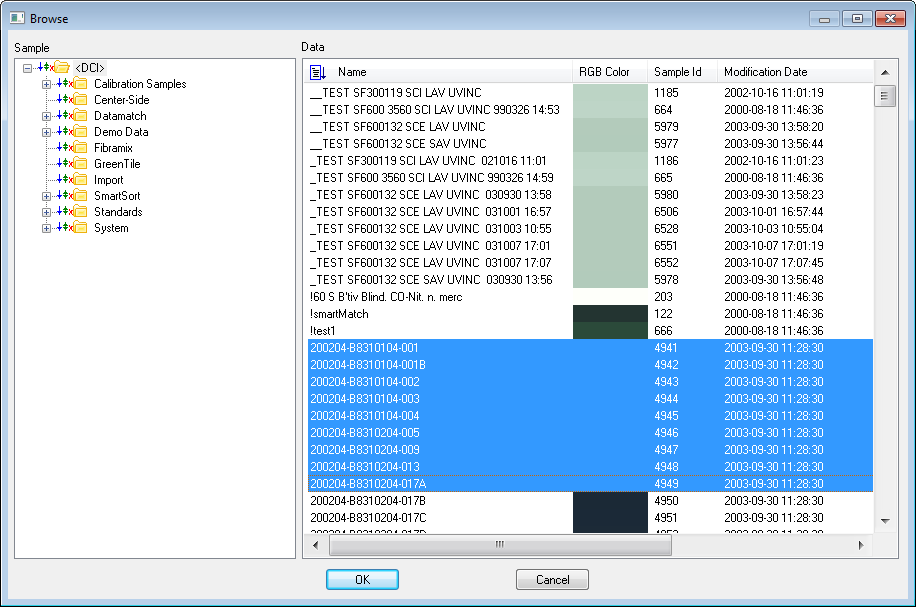 Browse
Sample
Data
<DCI>
Calibration Samples
Center-Side
Datamatch
Demo Data
Fibramix
GreenTile
Import
SmartSort
Standards
System
Name RGB Color Sample Id Modification Date
__TEST SF300119 SCI LAV UVINC 1185 2002-10-16 11:01:19
__TEST SF600 3560 SCI LAV UVINC 990326 14:53 664 2000-08-18 11:46:36
__TEST SF600132 SCE LAV UVINC 5979 2003-09-30 13:58:20
__TEST SF600132 SCE SAV UVINC 5977 2003-09-30 13:56:44
_TEST SF300119 SCI LAV UVINC 021016 11:01 1186 2002-10-16 11:01:23
_TEST SF600 3560 SCI LAV UVINC 990326 14:59 665 2000-08-18 11:46:36
_TEST SF600132 SCE LAV UVINC 030930 13:58 5980 2003-09-30 13:58:23
_TEST SF600132 SCE LAV UVINC 031001 16:57 6506 2003-10-01 16:57:44
_TEST SF600132 SCE LAV UVINC 031003 10:55 6528 2003-10-03 10:55:04
_TEST SF600132 SCE LAV UVINC 031007 17:01 6551 2003-10-07 17:01:19
_TEST SF600132 SCE LAV UVINC 031007 17:07 6552 2003-10-07 17:07:45
_TEST SF600132 SCE SAV UVINC 030930 13:56 5978 2003-09-30 13:56:48
!60 S B'tiv Blind. CO-Nit. n. merc 203 2000-08-18 11:46:36
!smartMatch 122 2000-08-18 11:46:36
!test1 666 2000-08-18 11:46:36
200204-B8310104-001 4941 2003-09-30 11:28:30
200204-B8310104-001B 4942 2003-09-30 11:28:30
200204-B8310104-002 4943 2003-09-30 11:28:30
200204-B8310104-003 4944 2003-09-30 11:28:30
200204-B8310104-004 4945 2003-09-30 11:28:30
200204-B8310204-005 4946 2003-09-30 11:28:30
200204-B8310204-009 4947 2003-09-30 11:28:30
200204-B8310204-013 4948 2003-09-30 11:28:30
200204-B8310204-017A 4949 2003-09-30 11:28:30
200204-B8310204-017B 4950 2003-09-30 11:28:30
200204-B8310204-017C 4951 2003-09-30 11:28:30
OK
Cancel